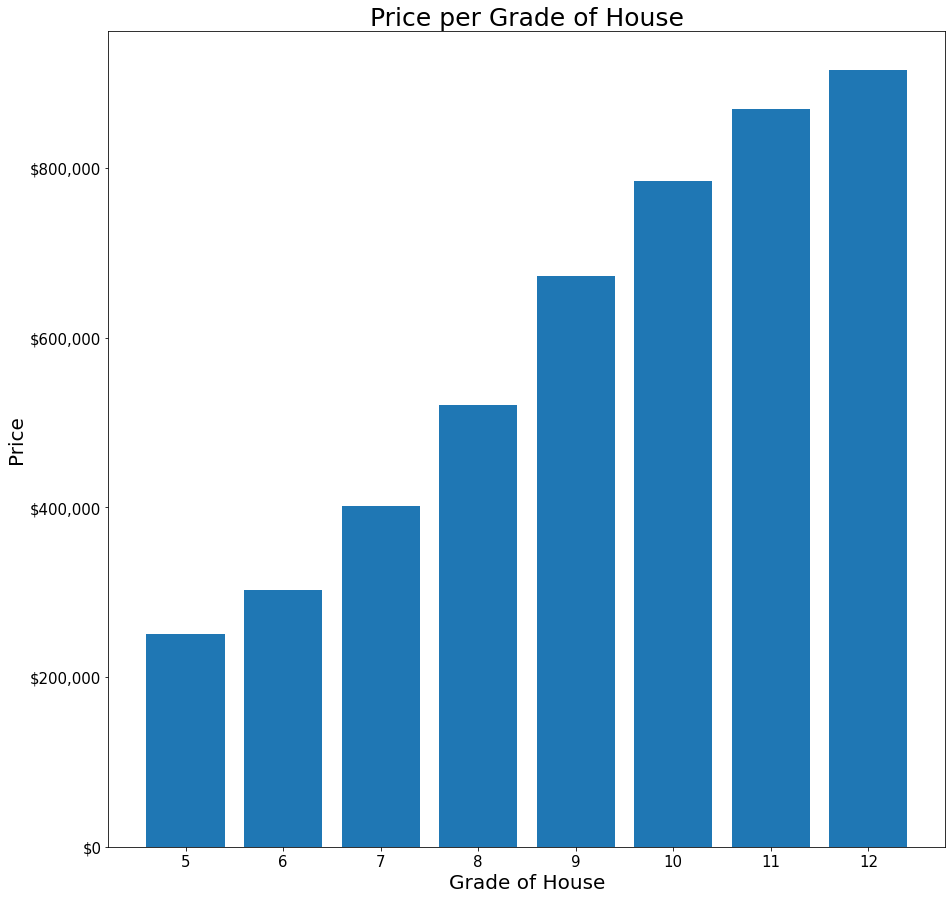 Price per Grade of House
Price
$800,000
$600,000
$400,000
$200,000
$0
5 6 7 8 9 10 11 12
Grade of House